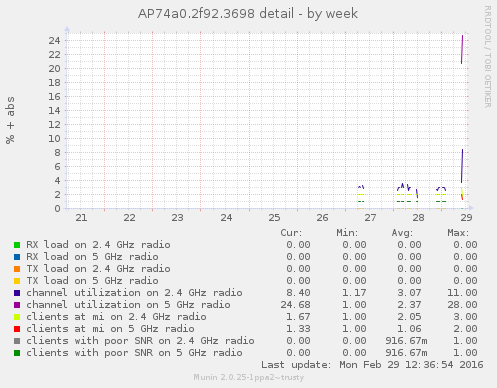 AP74a0.2f92.3698 detail - by week
RRDTOOL / TOBI OETIKER
% + abs
24
22
20
18
16
14
12
10
8
6
4
2
0
21 22 23 24 25 26 27 28 29
Cur: Min: Avg: Max:
RX load on 2.4 GHz radio 0.00 0.00 0.00 0.00
RX load on 5 GHz radio 0.00 0.00 0.00 0.00
TX load on 2.4 GHz radio 0.00 0.00 0.00 0.00
TX load on 5 GHz radio 0.00 0.00 0.00 0.00
channel utilization on 2.4 GHz radio 8.40 1.17 3.07 11.00
channel utilization on 5 GHz radio 24.68 1.00 2.37 28.00
clients at mi on 2.4 GHz radio 1.67 1.00 2.05 3.00
clients at mi on 5 GHz radio 1.33 1.00 1.06 2.00
clients with poor SNR on 2.4 GHz radio 0.00 0.00 916.67m 1.00
clients with poor SNR on 5 GHz radio 0.00 0.00 916.67m 1.00
Last update: Mon Feb 29 12:36:54 2016
Munin 2.0.25-1ppa2~trusty